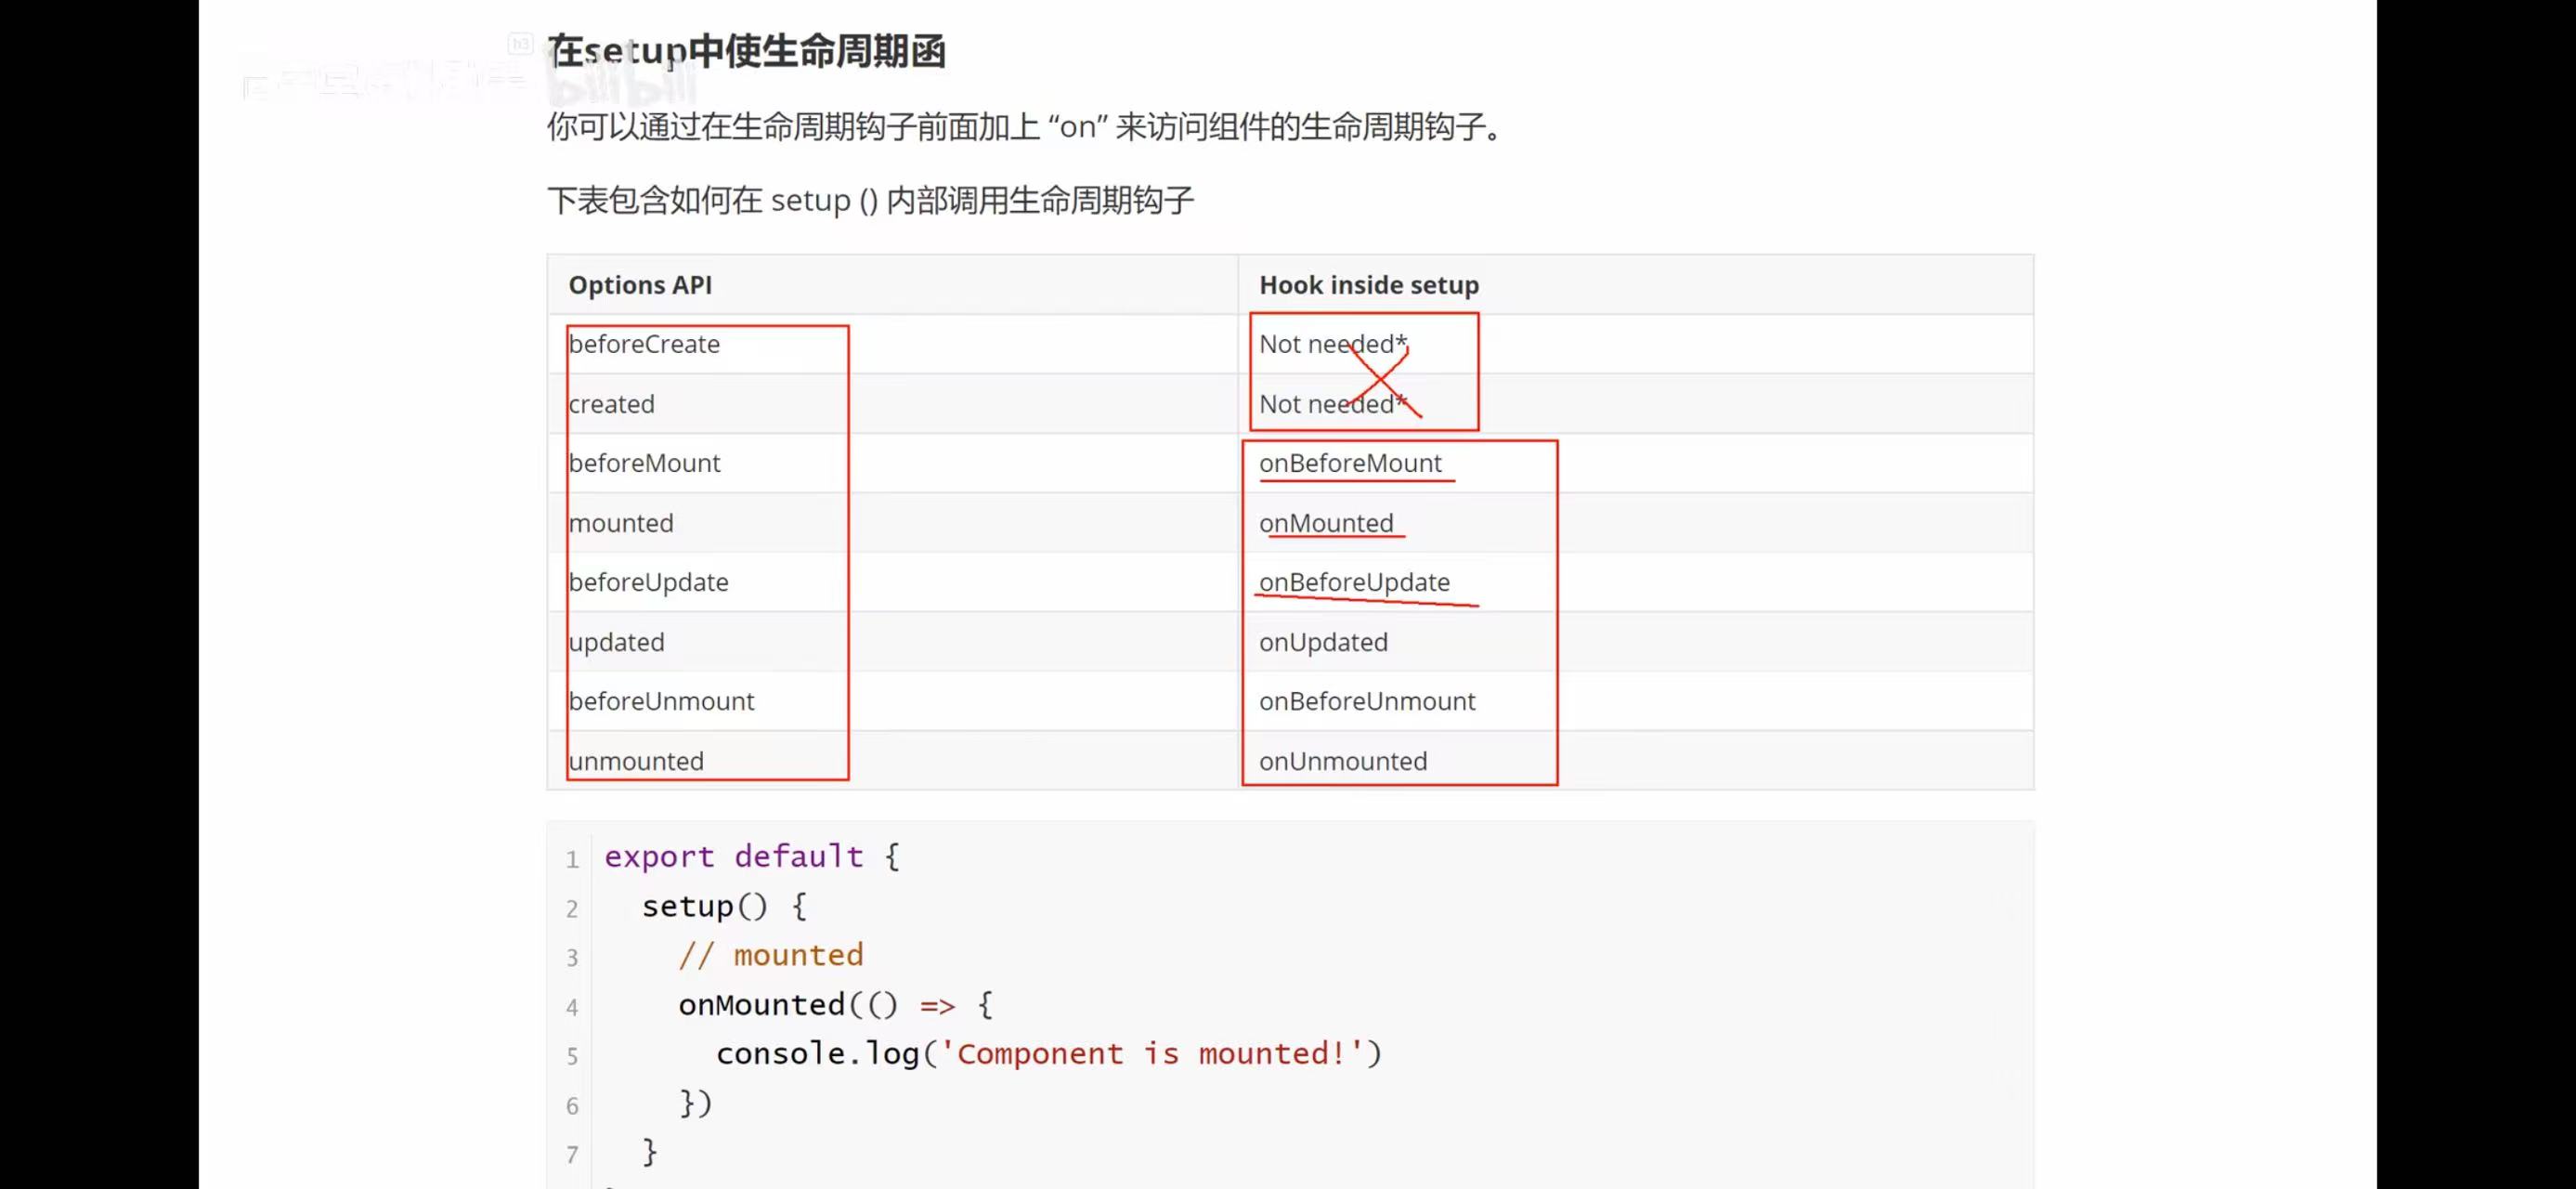 h3
在setup中使生命周期函
bilibili
你可以通过在生命周期钩子前面加上 “on” 来访问组件的生命周期钩子。
下表包含如何在 setup () 内部调用生命周期钩子
Options API Hook inside setup
beforeCreate Not needed*
created Not needed*
beforeMount onBeforeMount
mounted onMounted
beforeUpdate onBeforeUpdate
updated onUpdated
beforeUnmount onBeforeUnmount
unmounted onUnmounted
1 export default {
2 setup() {
3 // mounted
4 onMounted(() => {
5 console.log('Component is mounted!')
6 })
7 }